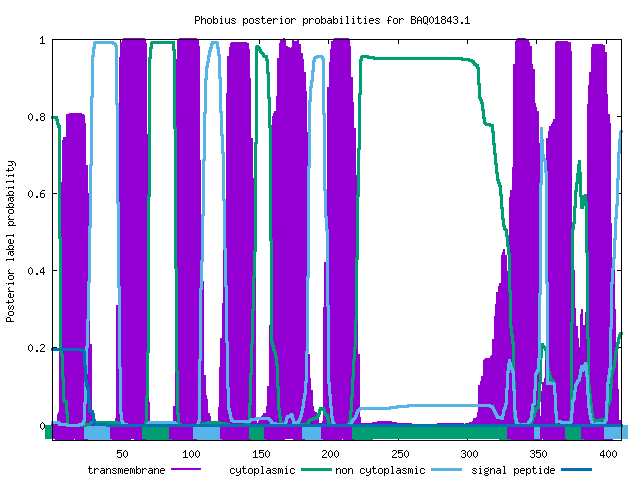 Phobius posterior probabilities for BAQ01843.1
1
0.8
0.6
0.4
0.2
0
Posterior label probability
50
100
150
200
250
300
350
400
transmembrane
cytoplasmic
non cytoplasmic
signal peptide